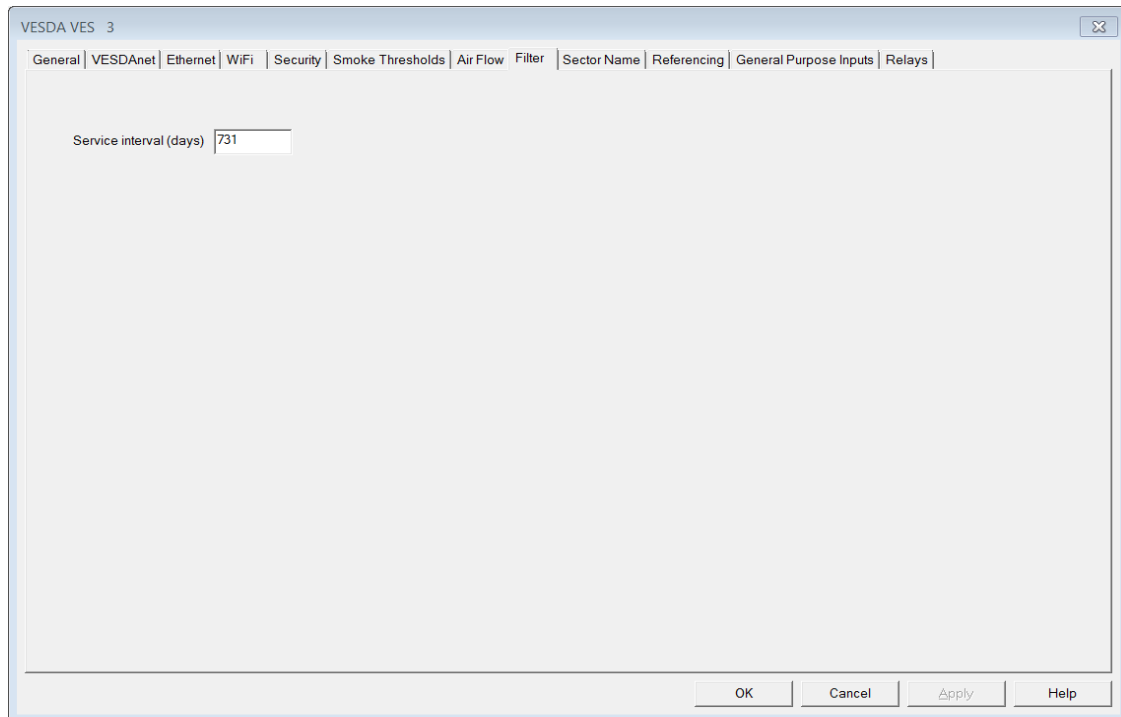 VESDA VES 3
General VESDAnet Ethernet WiFi Security Smoke Thresholds Air Flow Filter Sector Name Referencing General Purpose Inputs Relays
Service interval (days) 731
OK Cancel Apply Help